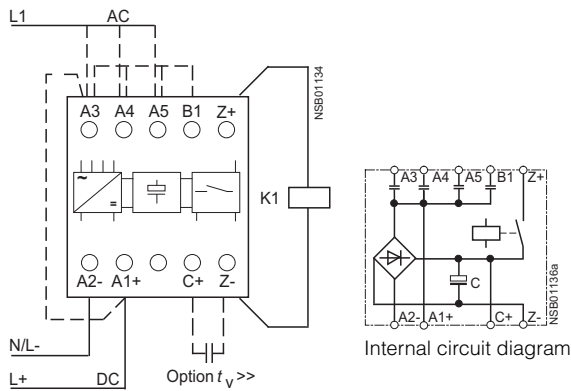 L1 AC
A3 A4 A5 B1 Z+
NSB01134
~
=
K1
A2- A1+ C+ Z-
N/L-
L+ DC
Option tv >>
A3 A4 A5 B1 Z+
C
A2- A1+ C+ Z-
NSB01136a
Internal circuit diagram